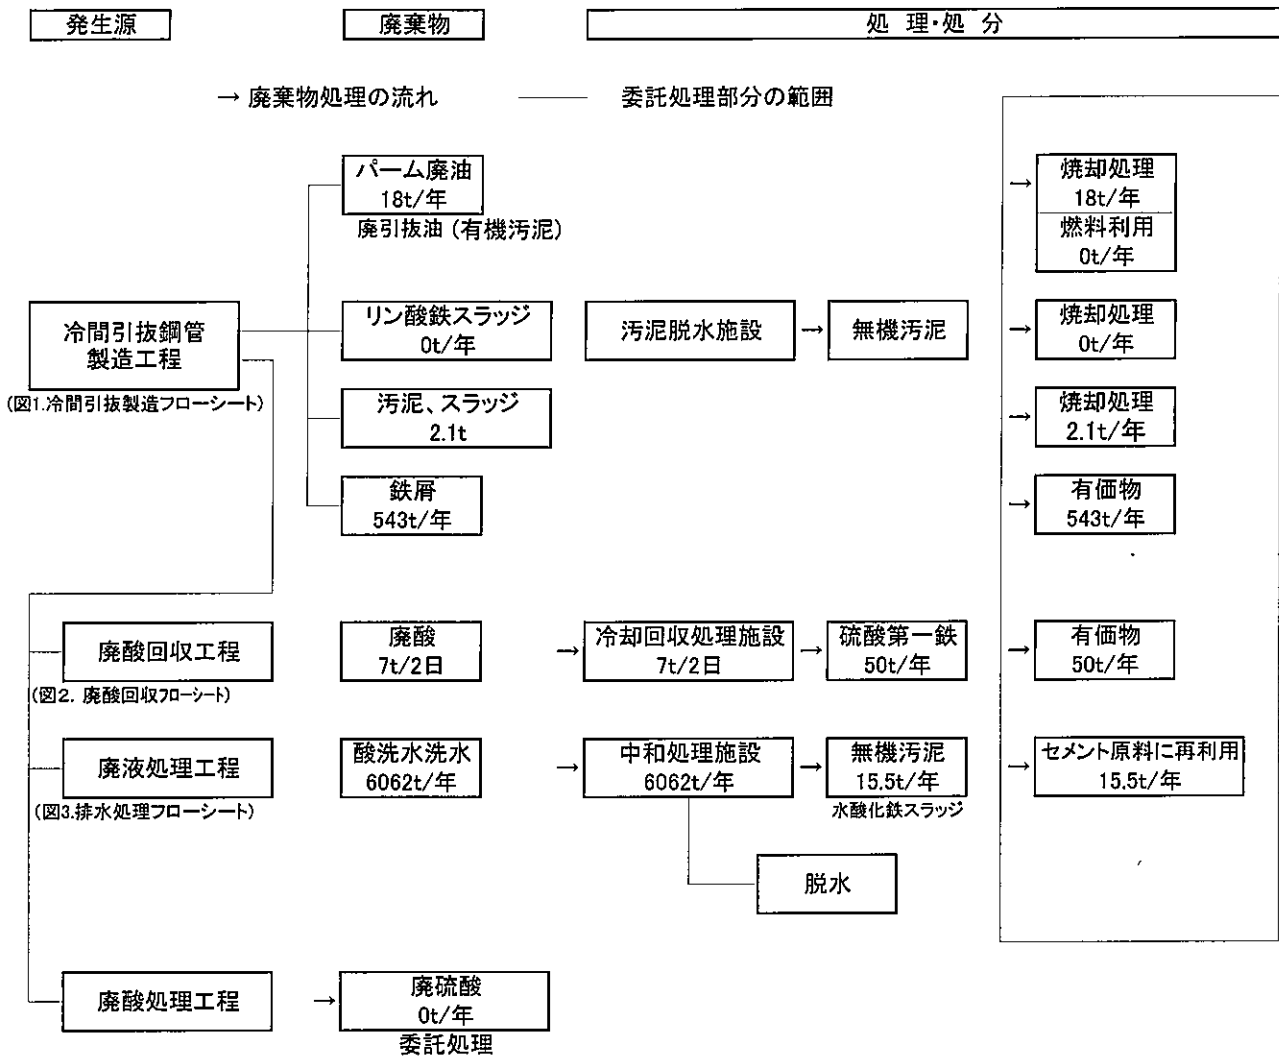 発生源
廃棄物
処 理・処 分
→ 廃棄物処理の流れ
委託処理部分の範囲
パーム廃油
18t/年
廃引抜油 (有機汚泥)
→
焼却処理
18t/年
燃料利用
0t/年
冷間引抜鋼管
製造工程
(図1.冷間引抜製造フローシート)
リン酸鉄スラッジ
0t/年
汚泥脱水施設
→
無機汚泥
→
焼却処理
0t/年
汚泥、スラッジ
2.1t
→
焼却処理
2.1t/年
鉄屑
543t/年
→
有価物
543t/年
廃酸回収工程
(図2. 廃酸回収フローシート)
廃酸
7t/2日
→
冷却回収処理施設
7t/2日
→
硫酸第一鉄
50t/年
→
有価物
50t/年
廃液処理工程
(図3.排水処理フローシート)
酸洗水洗水
6062t/年
→
中和処理施設
6062t/年
→
無機汚泥
15.5t/年
水酸化鉄スラッジ
→
セメント原料に再利用
15.5t/年
脱水
廃酸処理工程
→
廃硫酸
0t/年
委託処理